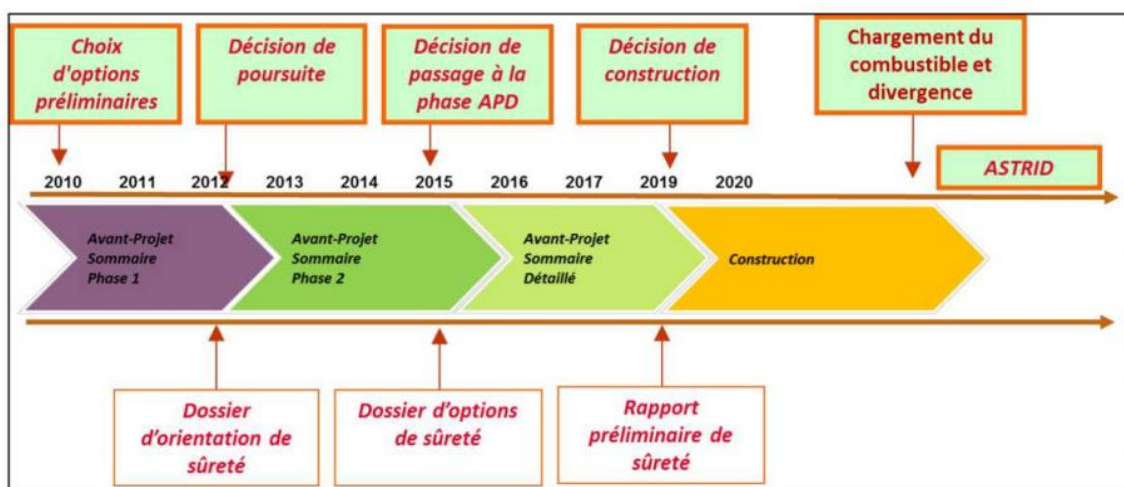 Choix
d'options
préliminaires
Décision de
poursuite
Décision de
passage à la
phase APD
Décision de
construction
Chargement du
combustible et
divergence
2010 2011 2012 2013 2014 2015 2016 2017 2019 2020
ASTRID
Avant-Projet
Sommaire
Phase 1
Avant-Projet
Sommaire
Phase 2
Avant-Projet
Sommaire
Détaillé
Construction
Dossier
d'orientation de
sûreté
Dossier d'options
de sûreté
Rapport
préliminaire de
sûreté